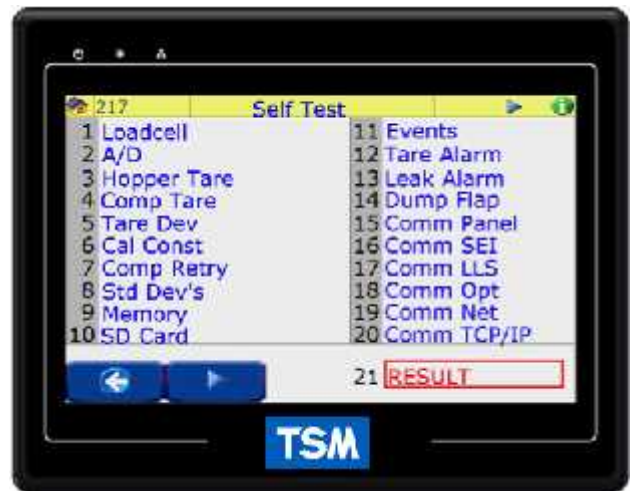 217 Self Test
1 Loadcell
2 A/D
3 Hopper Tare
4 Comp Tare
5 Tare Dev
6 Cal Const
7 Comp Retry
8 Std Dev's
9 Memory
10 SD Card
11 Events
12 Tare Alarm
13 Leak Alarm
14 Dump Flap
15 Comm Panel
16 Comm SEI
17 Comm LLS
18 Comm Opt
19 Comm Net
20 Comm TCP/IP
21 RESULT
TSM